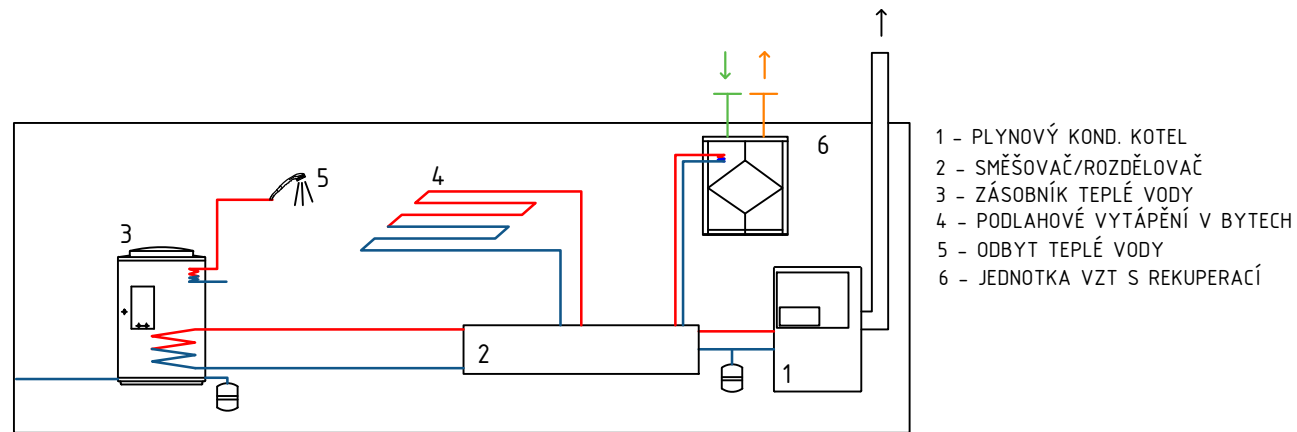 6
5
4
3
2
1
1 - PLYNOVÝ KOND. KOTEL
2 - SMĚŠOVAČ/ROZDĚLOVAČ
3 - ZÁSOBNÍK TEPLÉ VODY
4 - PODLAHOVÉ VYTÁPĚNÍ V BYTECH
5 - ODBYT TEPLÉ VODY
6 - JEDNOTKA VZT S REKUPERACÍ